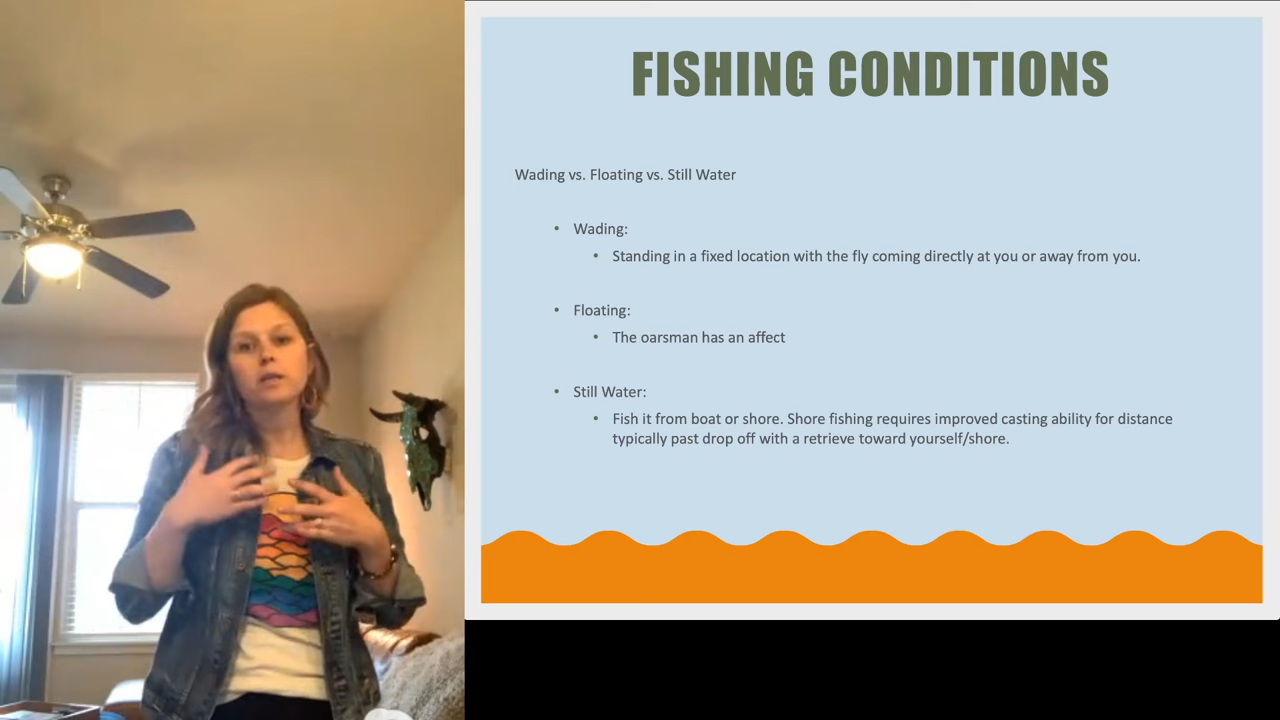 FISHING CONDITIONS
Wading vs. Floating vs. Still Water
• Wading:
• Standing in a fixed location with the fly coming directly at you or away from you.
• Floating:
• The oarsman has an affect
• Still Water:
• Fish it from boat or shore. Shore fishing requires improved casting ability for distance
typically past drop off with a retrieve toward yourself/shore.